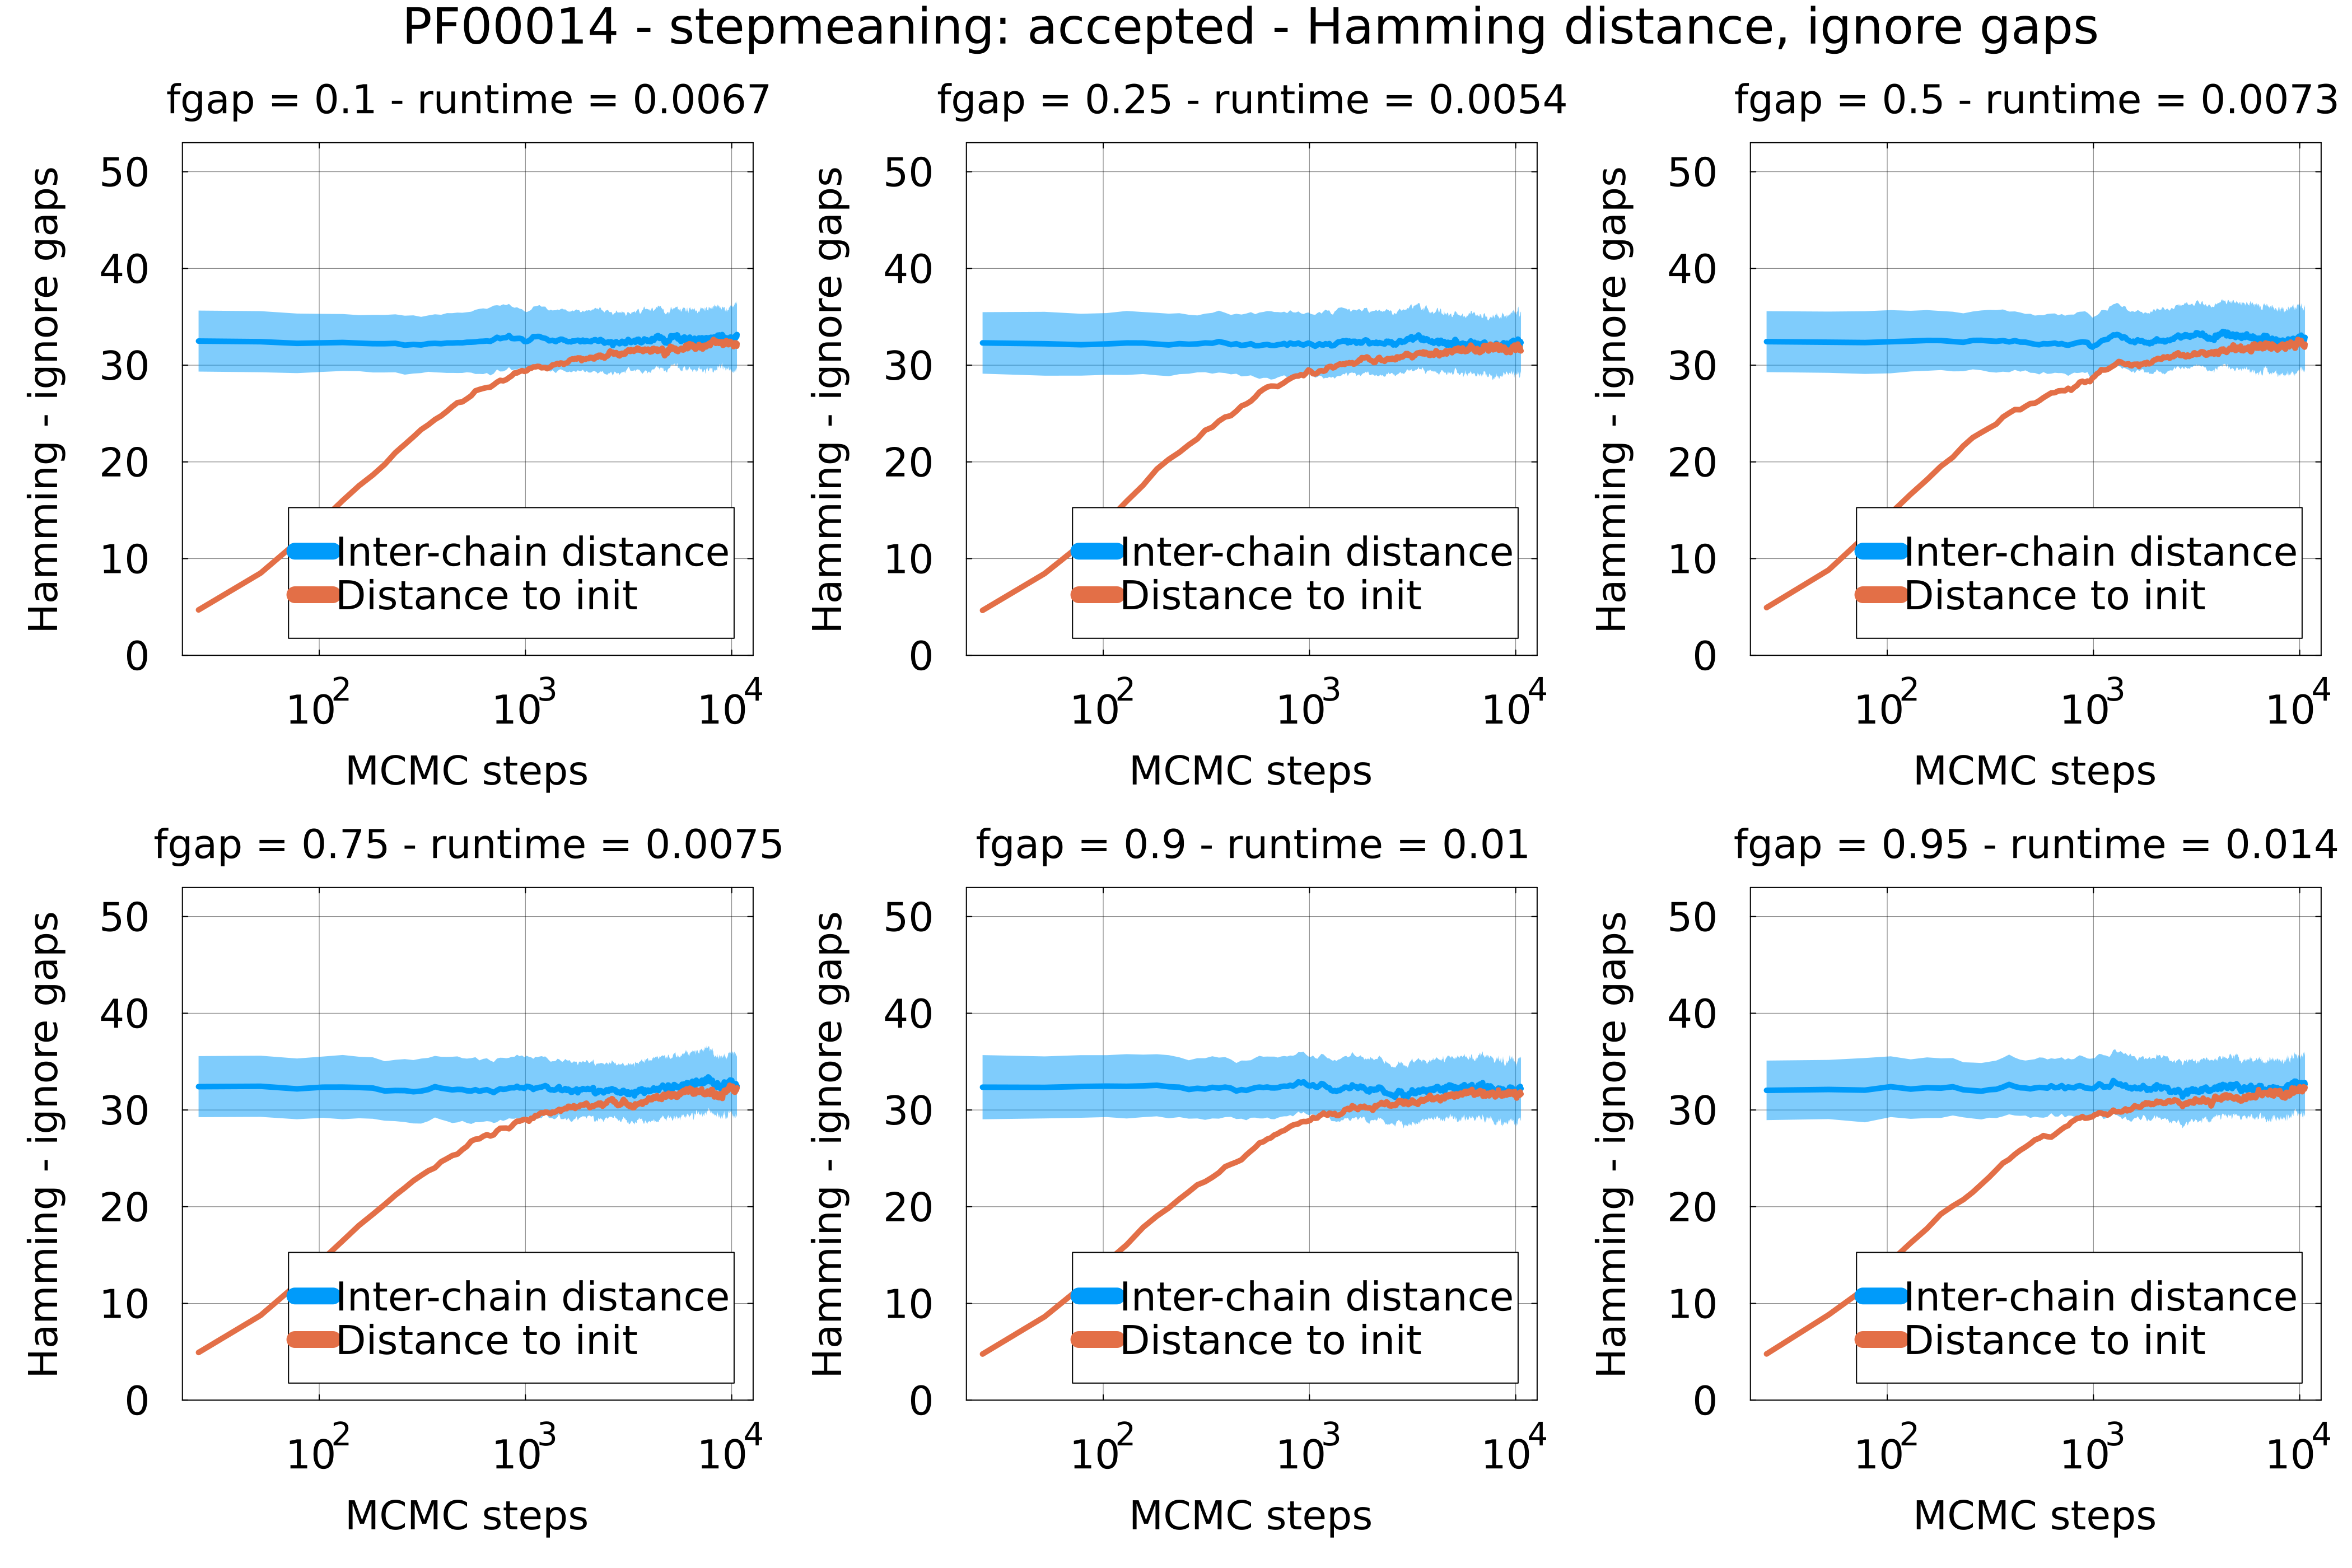 PF00014 - stepmeaning: accepted - Hamming distance, ignore gaps
fgap = 0.1 - runtime = 0.0067
Hamming - ignore gaps
50
40
30
20
10
0
Inter-chain distance
Distance to init
10^2 10^3 10^4
MCMC steps
fgap = 0.25 - runtime = 0.0054
Hamming - ignore gaps
50
40
30
20
10
0
Inter-chain distance
Distance to init
10^2 10^3 10^4
MCMC steps
fgap = 0.5 - runtime = 0.0073
Hamming - ignore gaps
50
40
30
20
10
0
Inter-chain distance
Distance to init
10^2 10^3 10^4
MCMC steps
fgap = 0.75 - runtime = 0.0075
Hamming - ignore gaps
50
40
30
20
10
0
Inter-chain distance
Distance to init
10^2 10^3 10^4
MCMC steps
fgap = 0.9 - runtime = 0.01
Hamming - ignore gaps
50
40
30
20
10
0
Inter-chain distance
Distance to init
10^2 10^3 10^4
MCMC steps
fgap = 0.95 - runtime = 0.014
Hamming - ignore gaps
50
40
30
20
10
0
Inter-chain distance
Distance to init
10^2 10^3 10^4
MCMC steps